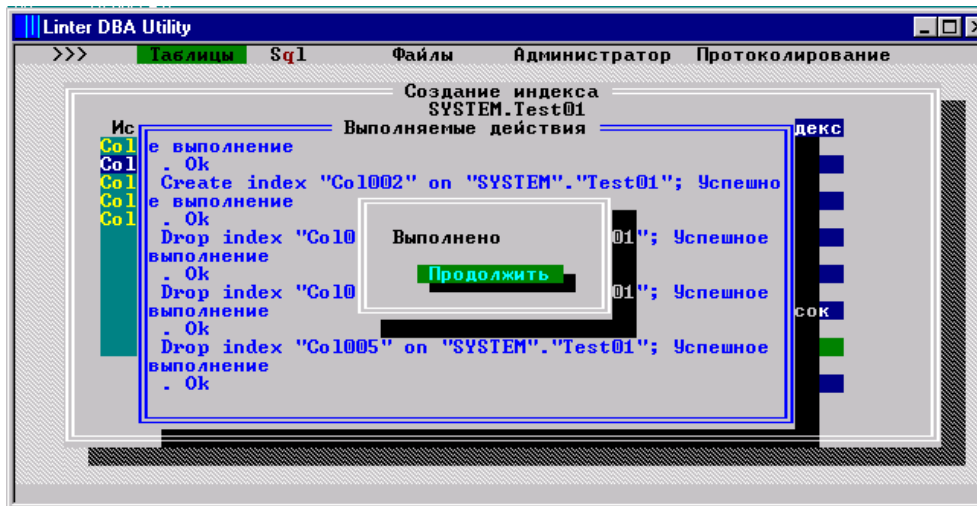 Linter DBA Utility
>>> Таблицы Sql Файлы Администратор Протоколирование
Создание индекса
SYSTEM.Test01
Ис Выполняемые действия декс
Col е выполнение
Col . Ok
Col Create index "Col002" on "SYSTEM"."Test01"; Успешно
Col е выполнение
Col . Ok
Drop index "Col0 Выполнено 01"; Успешное
выполнение
. Ok Продолжить
Drop index "Col0 01"; Успешное
выполнение сок
. Ok
Drop index "Col005" on "SYSTEM"."Test01"; Успешное
выполнение
. Ok